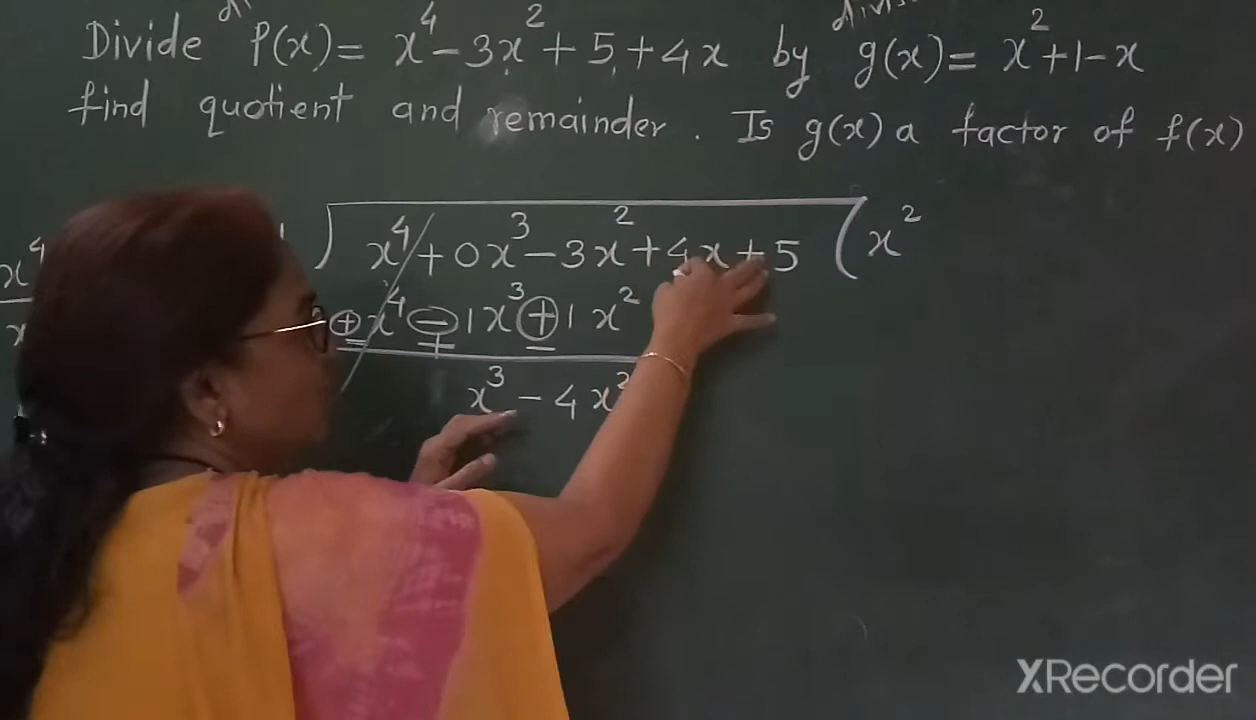 Divide P(x) = x⁴ - 3x² + 5 + 4x by g(x) = x² + 1 - x
find quotient and remainder. Is g(x) a factor of f(x)
) x⁴ + 0x³ - 3x² + 4x + 5 ( x²
x⁴
⊕ x⁴ ⊖ 1x³ ⊕ 1x²
- + -
x³ - 4x²
XRecorder